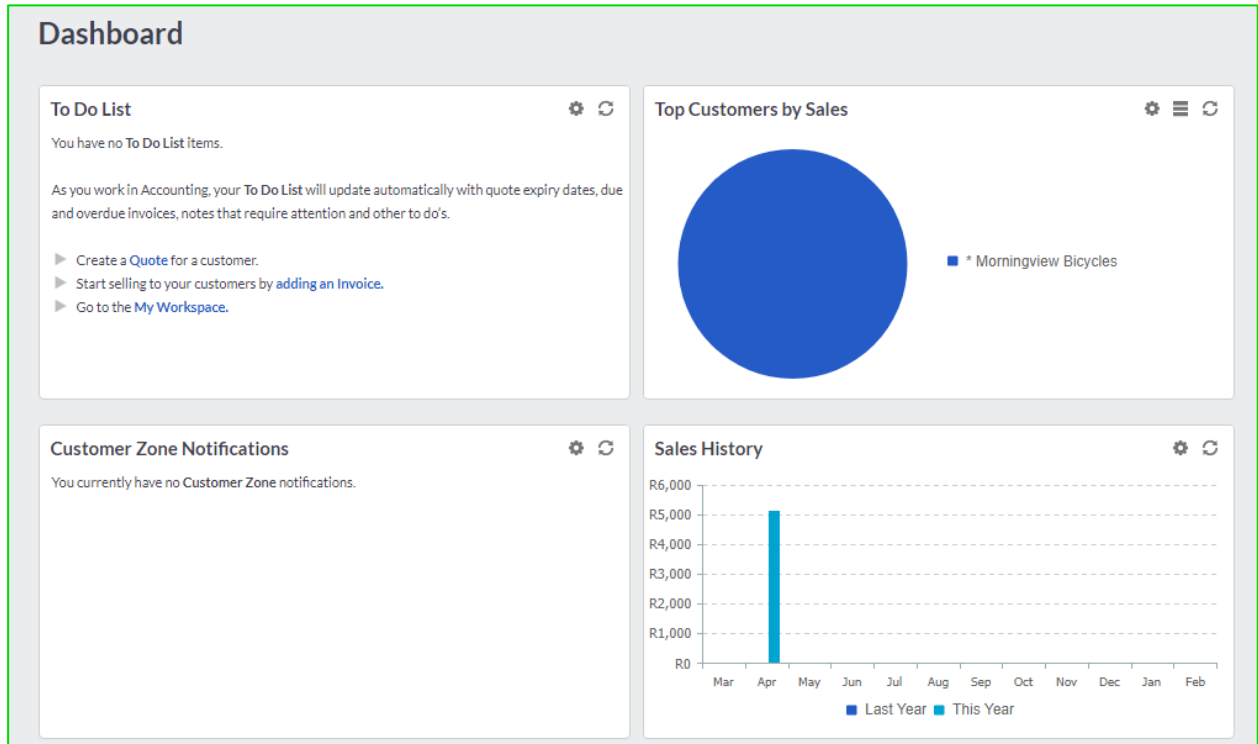 Dashboard
To Do List
You have no To Do List items.
As you work in Accounting, your To Do List will update automatically with quote expiry dates, due
and overdue invoices, notes that require attention and other to do's.
Create a Quote for a customer.
Start selling to your customers by adding an Invoice.
Go to the My Workspace.
Top Customers by Sales
* Morningview Bicycles
Customer Zone Notifications
You currently have no Customer Zone notifications.
Sales History
R6,000
R5,000
R4,000
R3,000
R2,000
R1,000
R0
Mar Apr May Jun Jul Aug Sep Oct Nov Dec Jan Feb
Last Year This Year